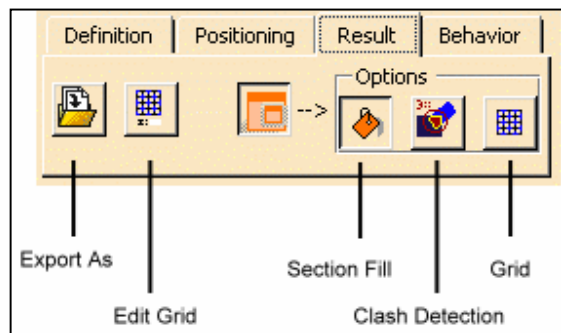 Definition Positioning Result Behavior
Options
-->
Export As
Section Fill
Grid
Edit Grid
Clash Detection